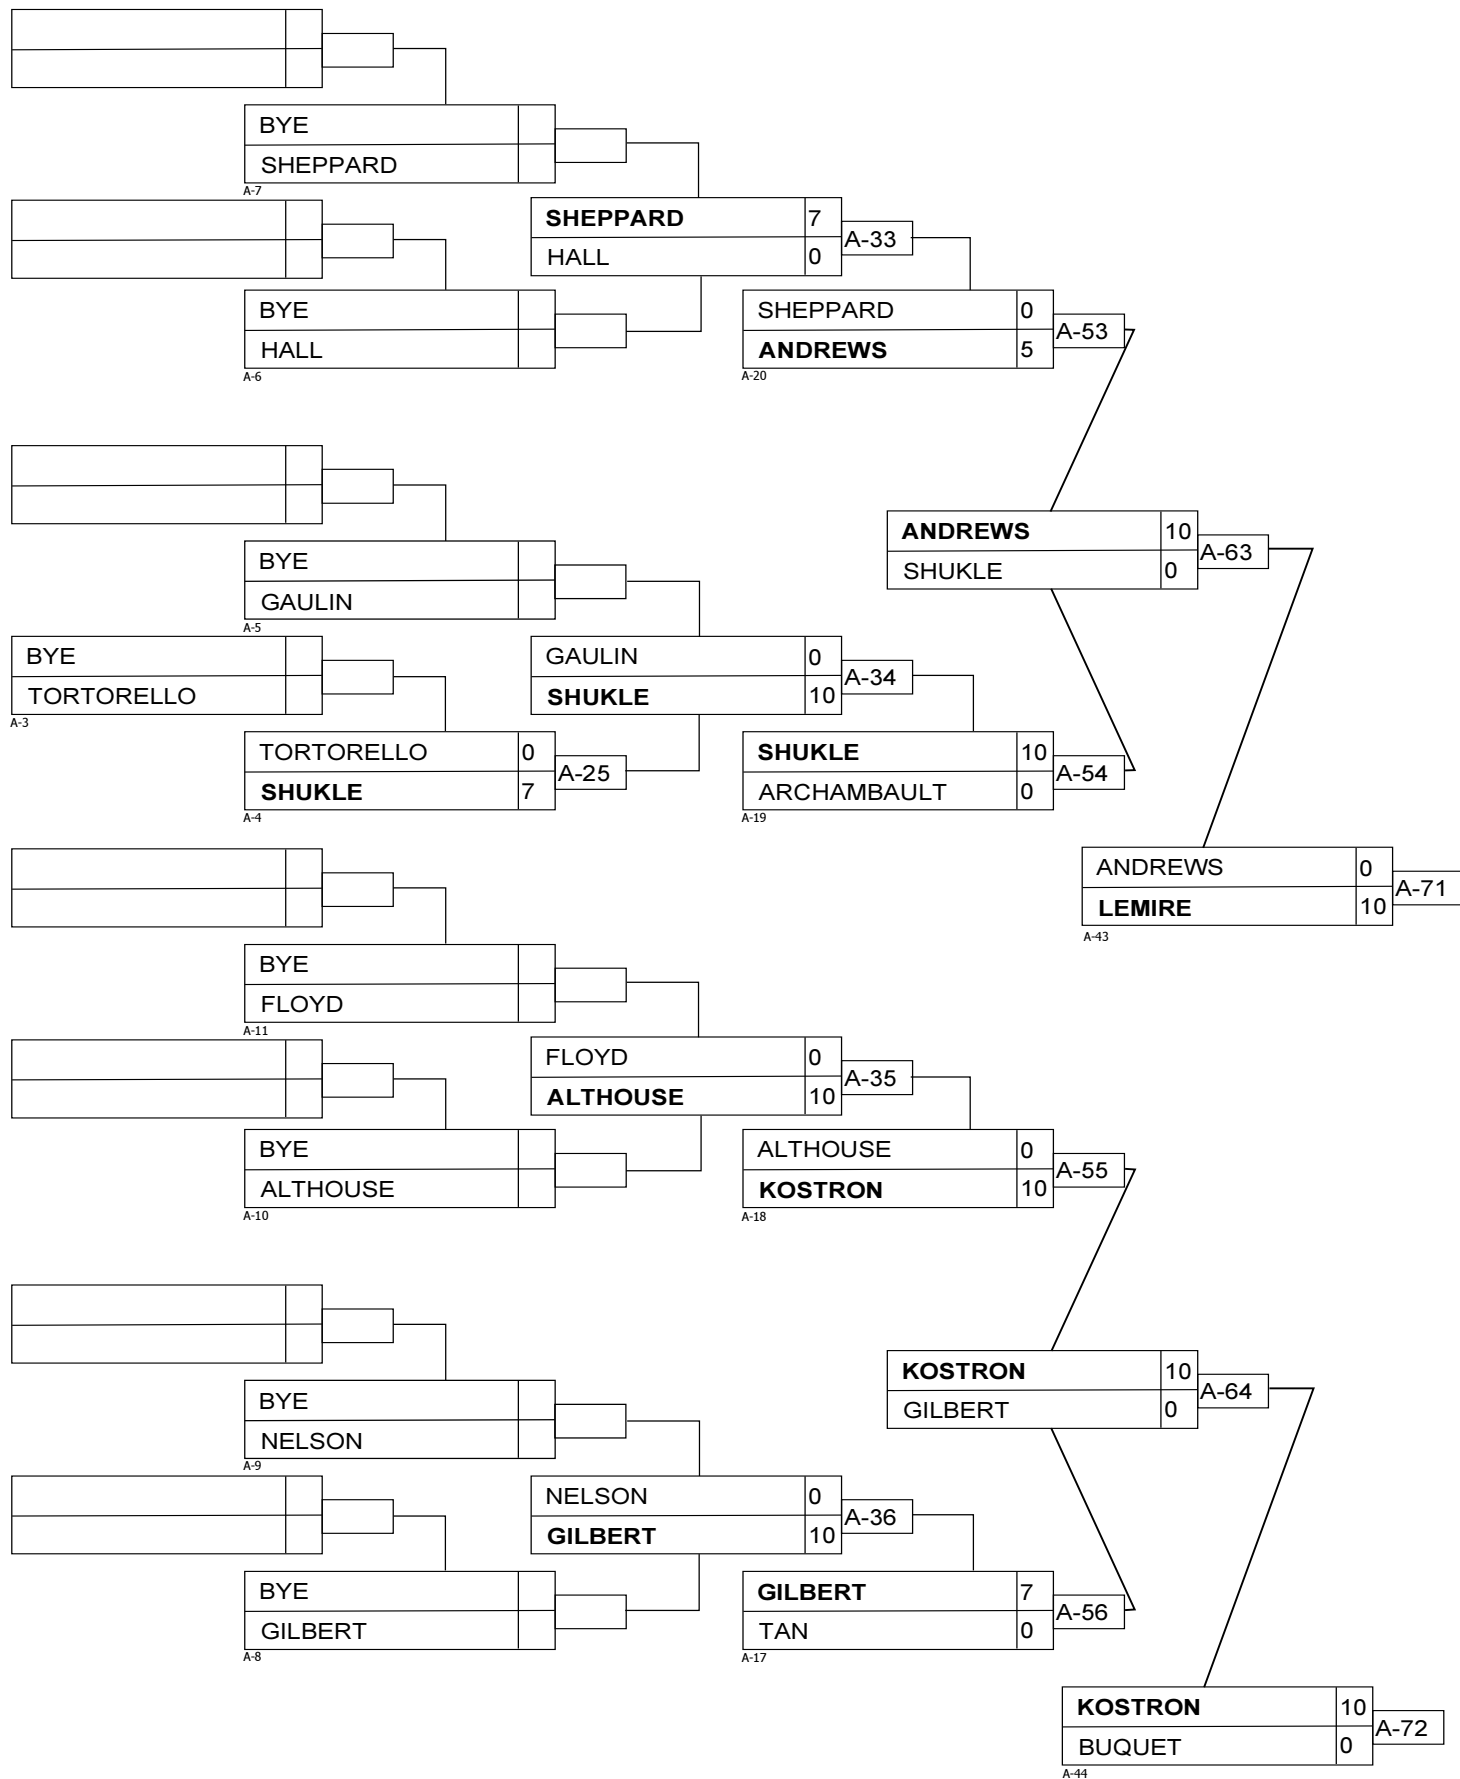 BYE
SHEPPARD
A-7
SHEPPARD 7
HALL 0
A-33
BYE
HALL
A-6
SHEPPARD 0
ANDREWS 5
A-53
A-20
ANDREWS 10
SHUKLE 0
A-63
BYE
GAULIN
A-5
BYE
TORTORELLO
A-3
GAULIN 0
SHUKLE 10
A-34
TORTORELLO 0
SHUKLE 7
A-25
A-4
SHUKLE 10
ARCHAMBAULT 0
A-54
A-19
ANDREWS 0
LEMIRE 10
A-71
A-43
BYE
FLOYD
A-11
FLOYD 0
ALTHOUSE 10
A-35
BYE
ALTHOUSE
A-10
ALTHOUSE 0
KOSTRON 10
A-55
A-18
KOSTRON 10
GILBERT 0
A-64
BYE
NELSON
A-9
NELSON 0
GILBERT 10
A-36
BYE
GILBERT
A-8
GILBERT 7
TAN 0
A-56
A-17
KOSTRON 10
BUQUET 0
A-72
A-44